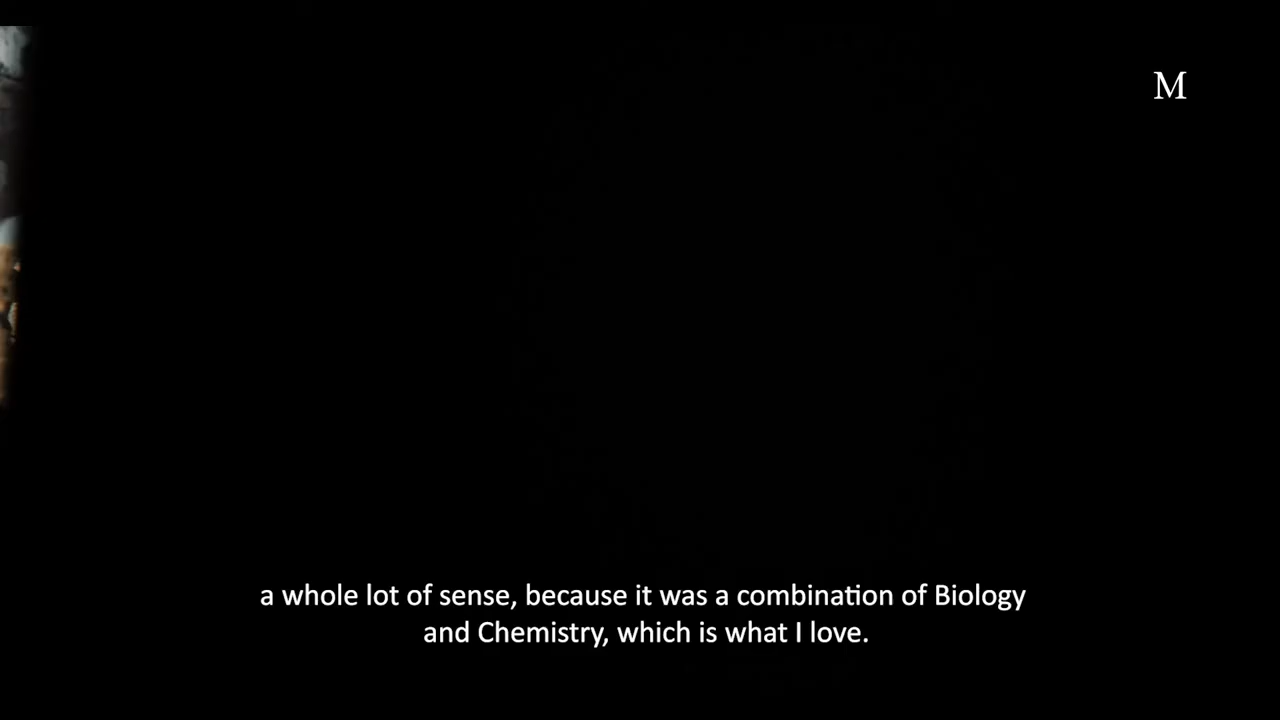 M
a whole lot of sense, because it was a combination of Biology
and Chemistry, which is what I love.